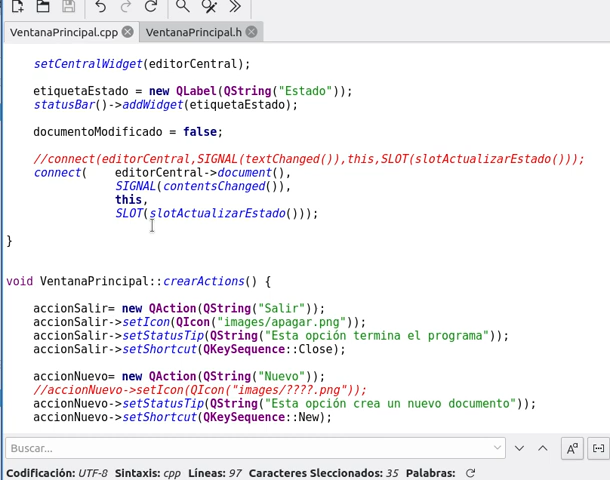 VentanaPrincipal.cpp VentanaPrincipal.h
setCentralWidget(editorCentral);
etiquetaEstado = new QLabel(QString("Estado"));
statusBar()->addWidget(etiquetaEstado);
documentoModificado = false;
//connect(editorCentral,SIGNAL(textChanged()),this,SLOT(slotActualizarEstado()));
connect( editorCentral->document(),
SIGNAL(contentsChanged()),
this,
SLOT(slotActualizarEstado()));
}
void VentanaPrincipal::crearActions() {
accionSalir= new QAction(QString("Salir"));
accionSalir->setIcon(QIcon("images/apagar.png"));
accionSalir->setStatusTip(QString("Esta opción termina el programa"));
accionSalir->setShortcut(QKeySequence::Close);
accionNuevo= new QAction(QString("Nuevo"));
//accionNuevo->setIcon(QIcon("images/????.png"));
accionNuevo->setStatusTip(QString("Esta opción crea un nuevo documento"));
accionNuevo->setShortcut(QKeySequence::New);
Buscar...
Codificación: UTF-8 Sintaxis: cpp Líneas: 97 Caracteres Sleccionados: 35 Palabras: